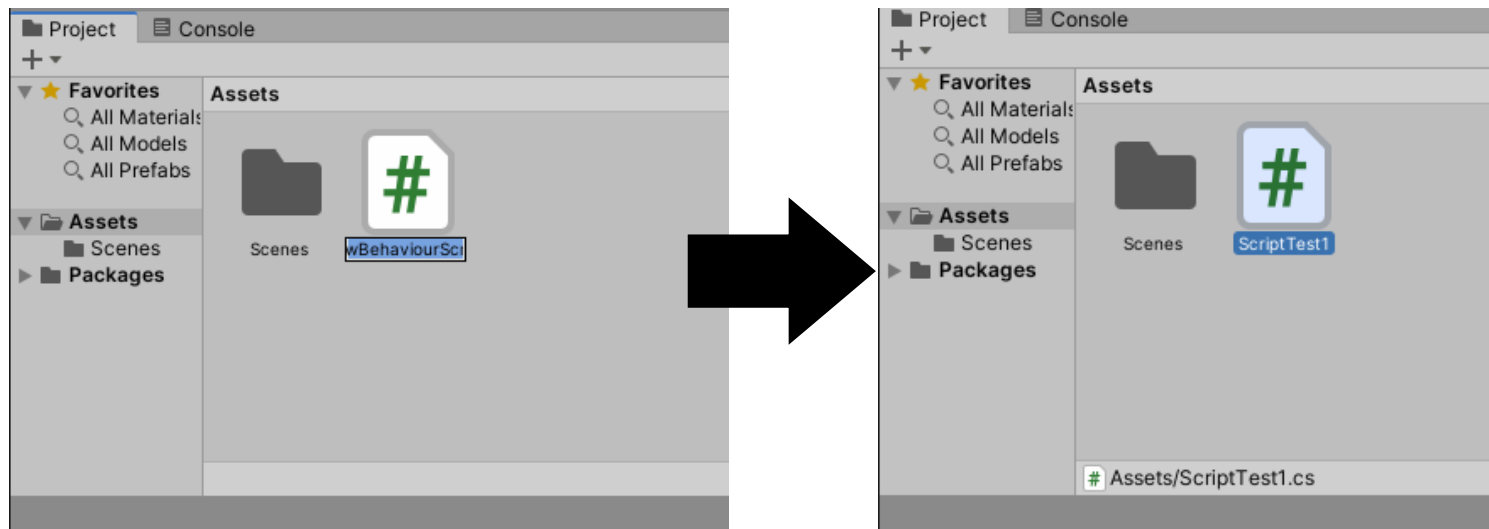 Project Console
Favorites
All Materials
All Models
All Prefabs
Assets
Scenes
Packages
Assets
Scenes
wBehaviourScr
Project Console
Favorites
All Materials
All Models
All Prefabs
Assets
Scenes
Packages
Assets
Scenes
ScriptTest1
Assets/ScriptTest1.cs